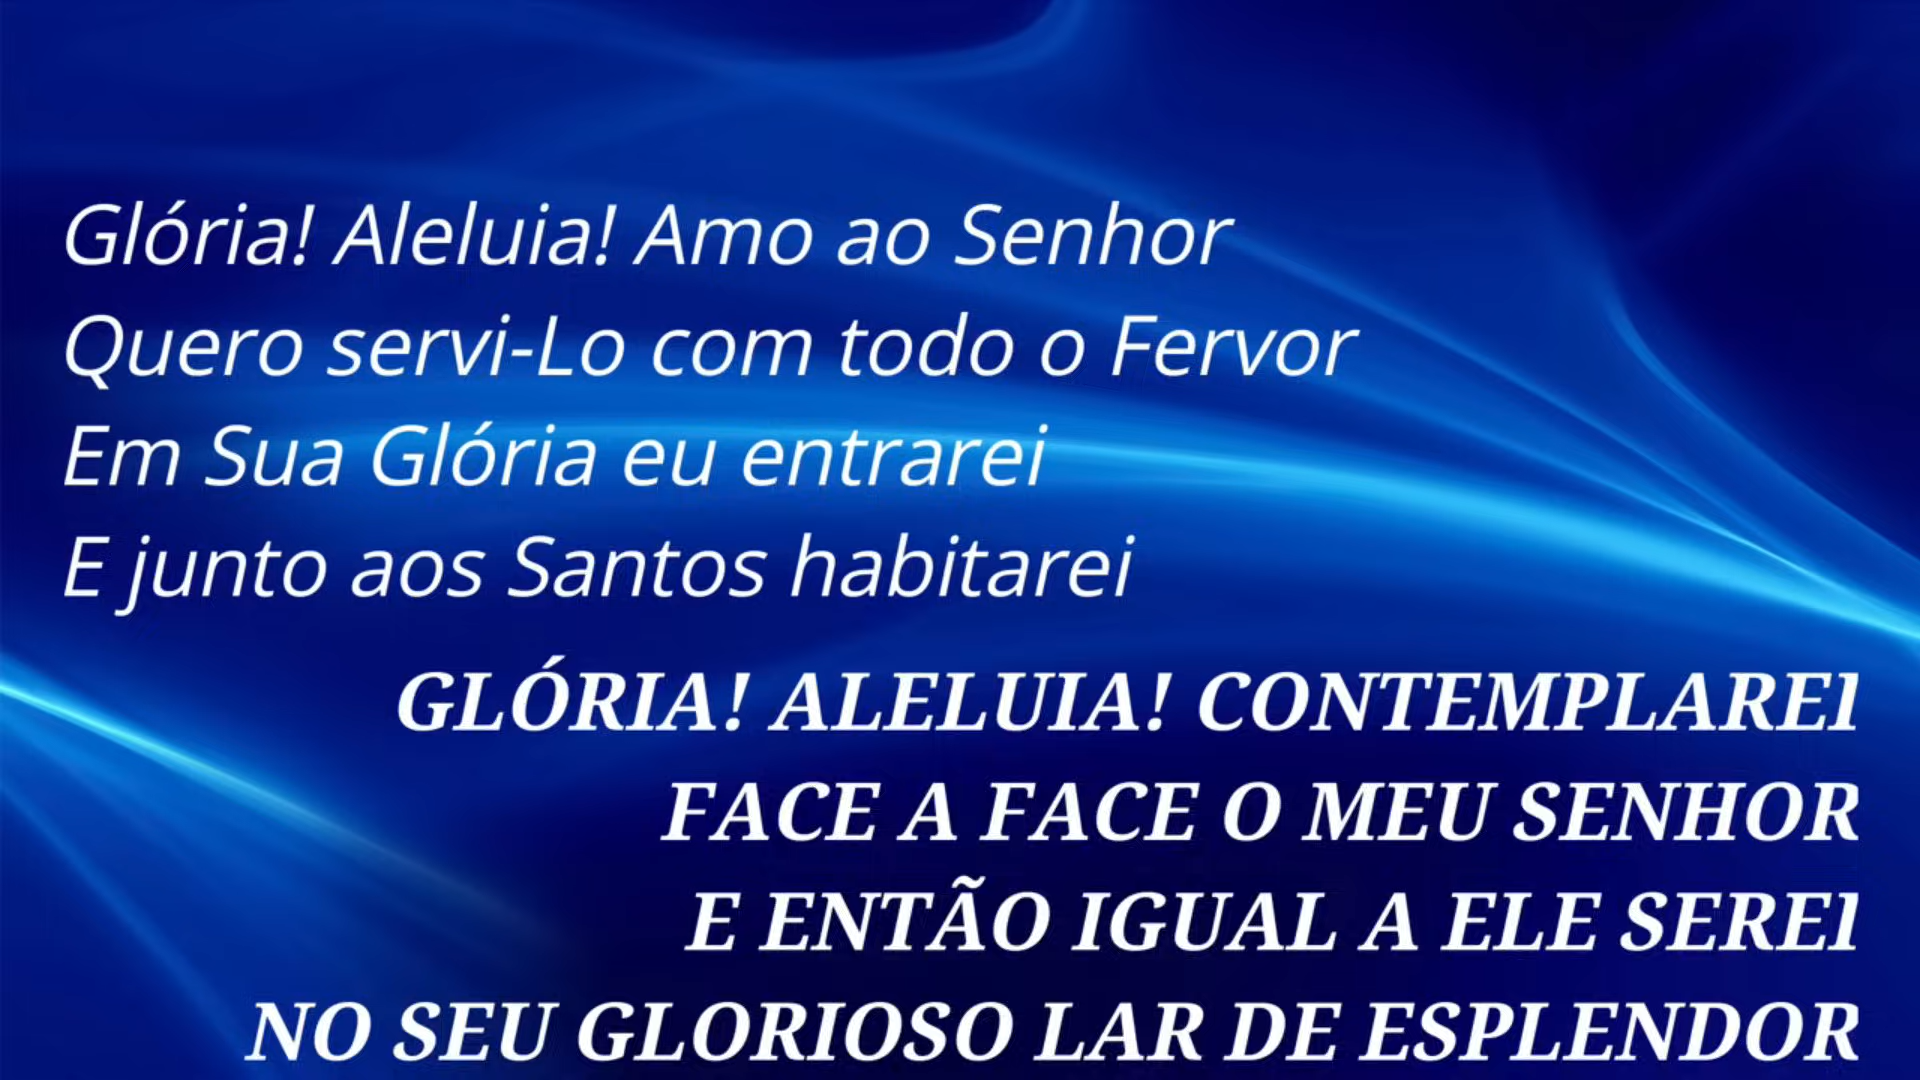 Glória! Aleluia! Amo ao Senhor
Quero servi-Lo com todo o Fervor
Em Sua Glória eu entrarei
E junto aos Santos habitarei
GLÓRIA! ALELUIA! CONTEMPLAREI
FACE A FACE O MEU SENHOR
E ENTÃO IGUAL A ELE SEREI
NO SEU GLORIOSO LAR DE ESPLENDOR